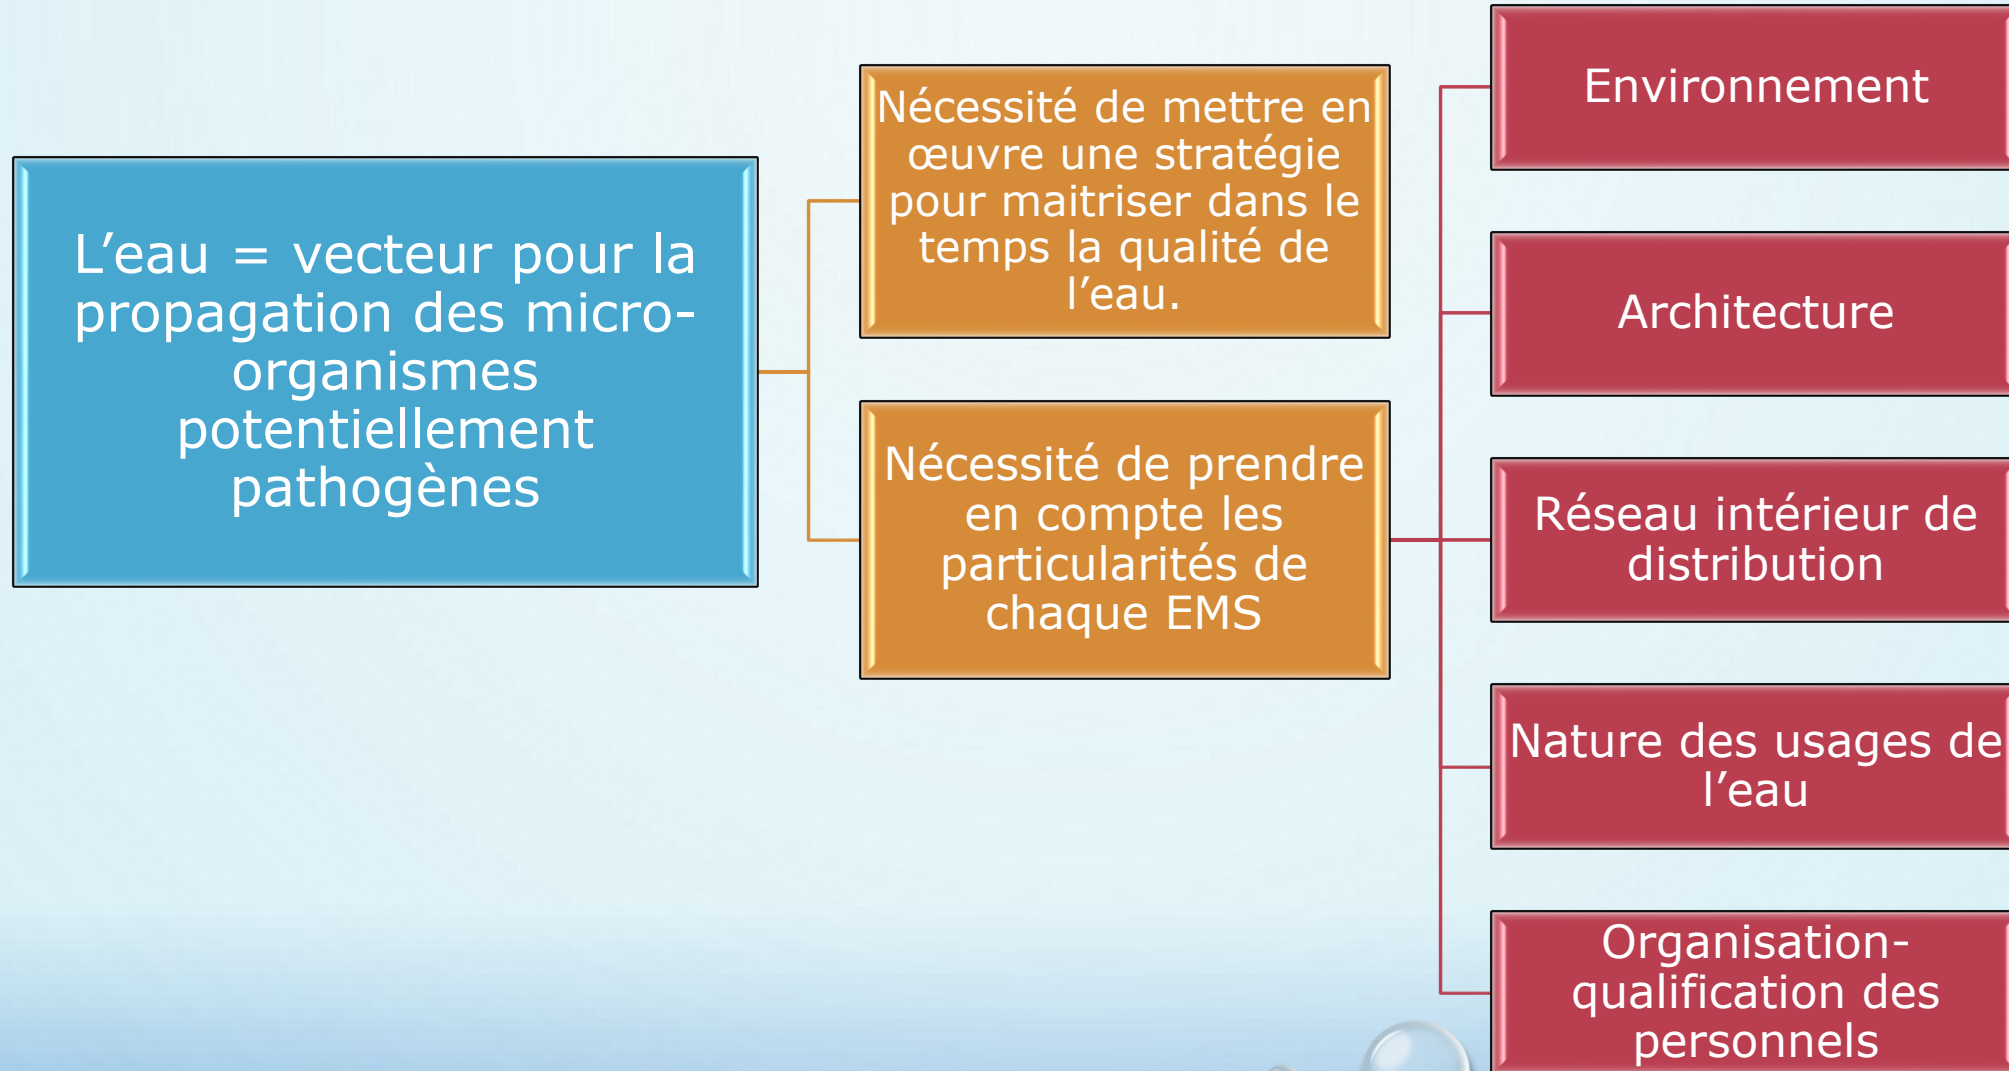 L’eau = vecteur pour la
propagation des micro-
organismes
potentiellement
pathogènes
Nécessité de mettre en
œuvre une stratégie
pour maitriser dans le
temps la qualité de
l’eau.
Nécessité de prendre
en compte les
particularités de
chaque EMS
Environnement
Architecture
Réseau intérieur de
distribution
Nature des usages de
l’eau
Organisation-
qualification des
personnels